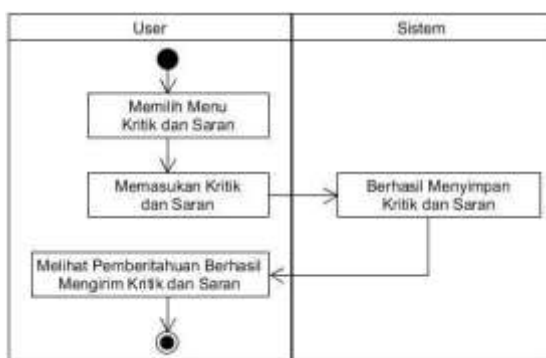 User
Sistem
Memilih Menu
Kritik dan Saran
Memasukan Kritik
dan Saran
Berhasil Menyimpan
Kritik dan Saran
Melihat Pemberitahuan Berhasil
Mengirim Kritik dan Saran